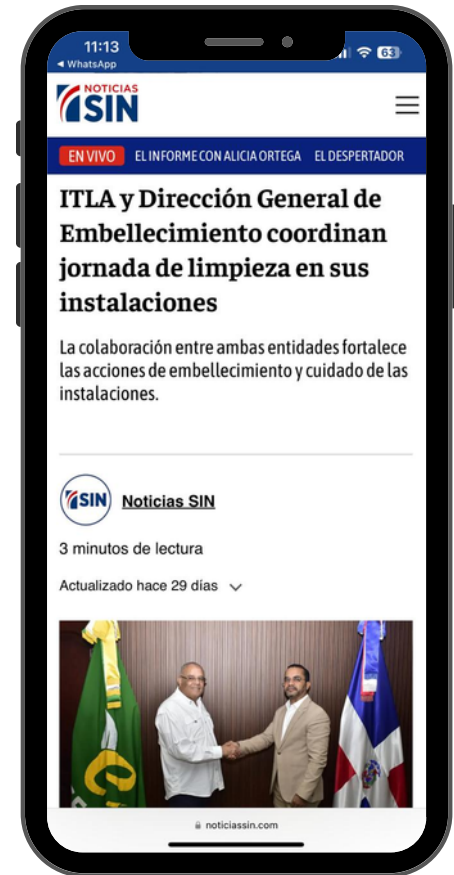 11:13
63
WhatsApp
NOTICIAS
SIN
EN VIVO EL INFORME CON ALICIA ORTEGA EL DESPERTADOR
ITLA y Dirección General de
Embellecimiento coordinan
jornada de limpieza en sus
instalaciones
La colaboración entre ambas entidades fortalece
las acciones de embellecimiento y cuidado de las
instalaciones.
SIN Noticias SIN
3 minutos de lectura
Actualizado hace 29 días
noticiassin.com